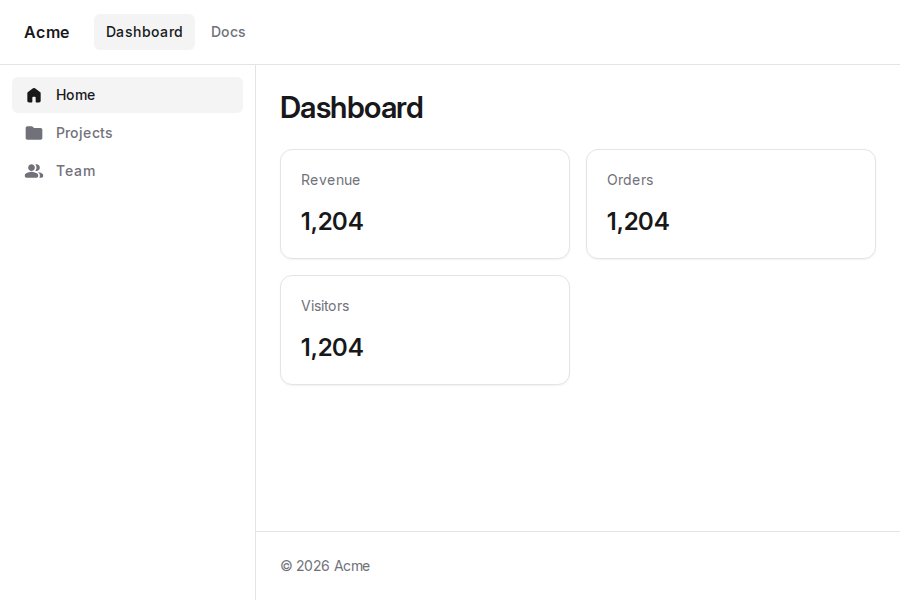 Acme Dashboard Docs
Home
Projects
Team
Dashboard
Revenue
1,204
Orders
1,204
Visitors
1,204
© 2026 Acme